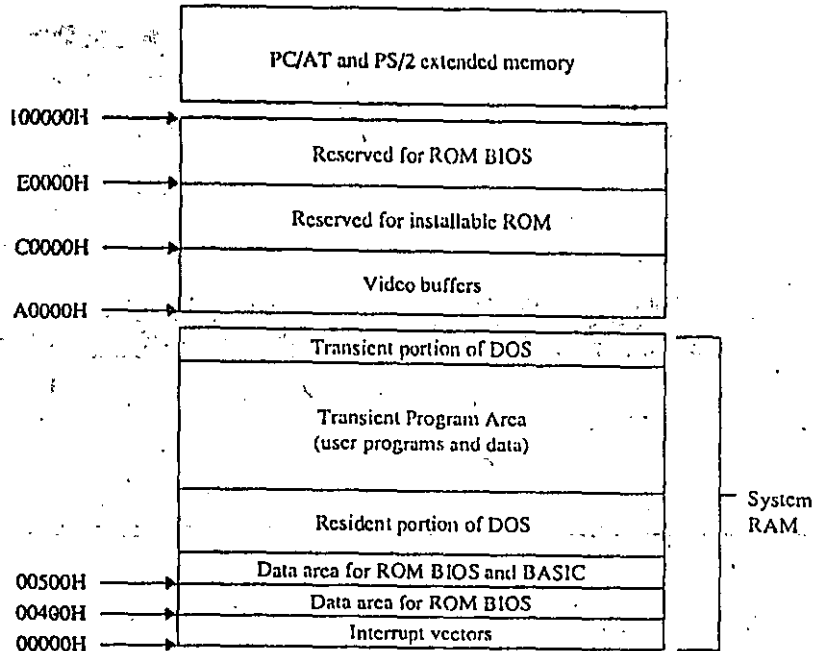 PC/AT and PS/2 extended memory
100000H
Reserved for ROM BIOS
E0000H
Reserved for installable ROM
C0000H
Video buffers
A0000H
Transient portion of DOS
Transient Program Area
(user programs and data)
Resident portion of DOS
System
RAM
Data area for ROM BIOS and BASIC
00500H
Data area for ROM BIOS
00400H
Interrupt vectors
00000H